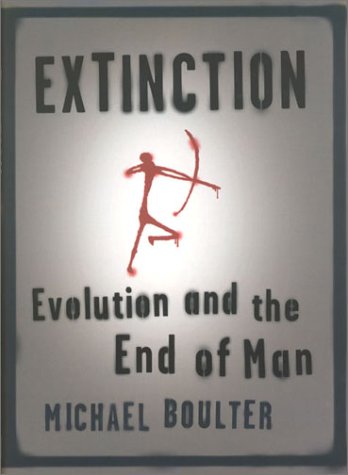 EXTINCTION
Evolution and the
End of Man
MICHAEL BOULTER